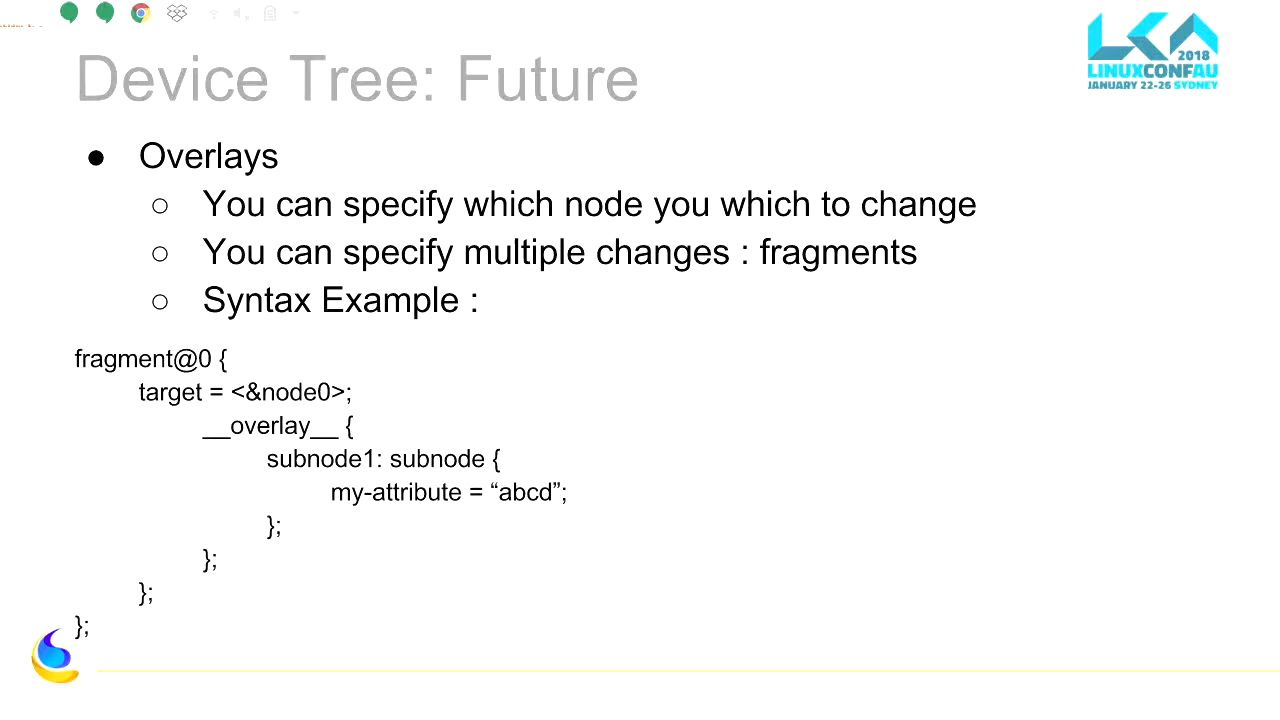 2018
LINUXCONFAU
JANUARY 22-26 SYDNEY
Device Tree: Future
● Overlays
○ You can specify which node you which to change
○ You can specify multiple changes : fragments
○ Syntax Example :
fragment@0 {
target = <&node0>;
__overlay__ {
subnode1: subnode {
my-attribute = “abcd”;
};
};
};
};